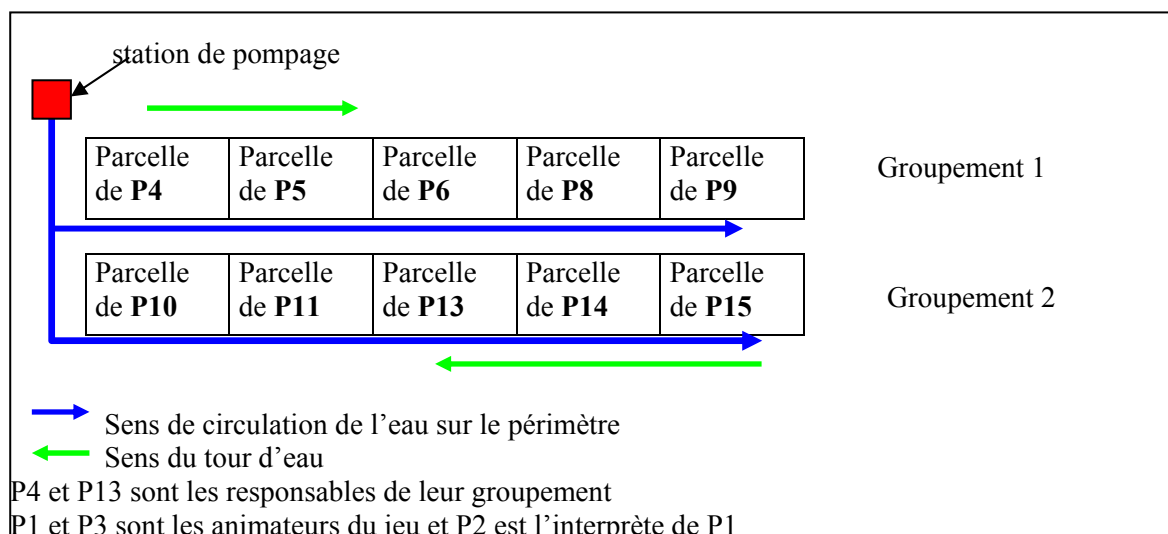 station de pompage
Parcelle de P4
Parcelle de P5
Parcelle de P6
Parcelle de P8
Parcelle de P9
Groupement 1
Parcelle de P10
Parcelle de P11
Parcelle de P13
Parcelle de P14
Parcelle de P15
Groupement 2
Sens de circulation de l'eau sur le périmètre
Sens du tour d'eau
P4 et P13 sont les responsables de leur groupement
P1 et P3 sont les animateurs du jeu et P2 est l'interprète de P1